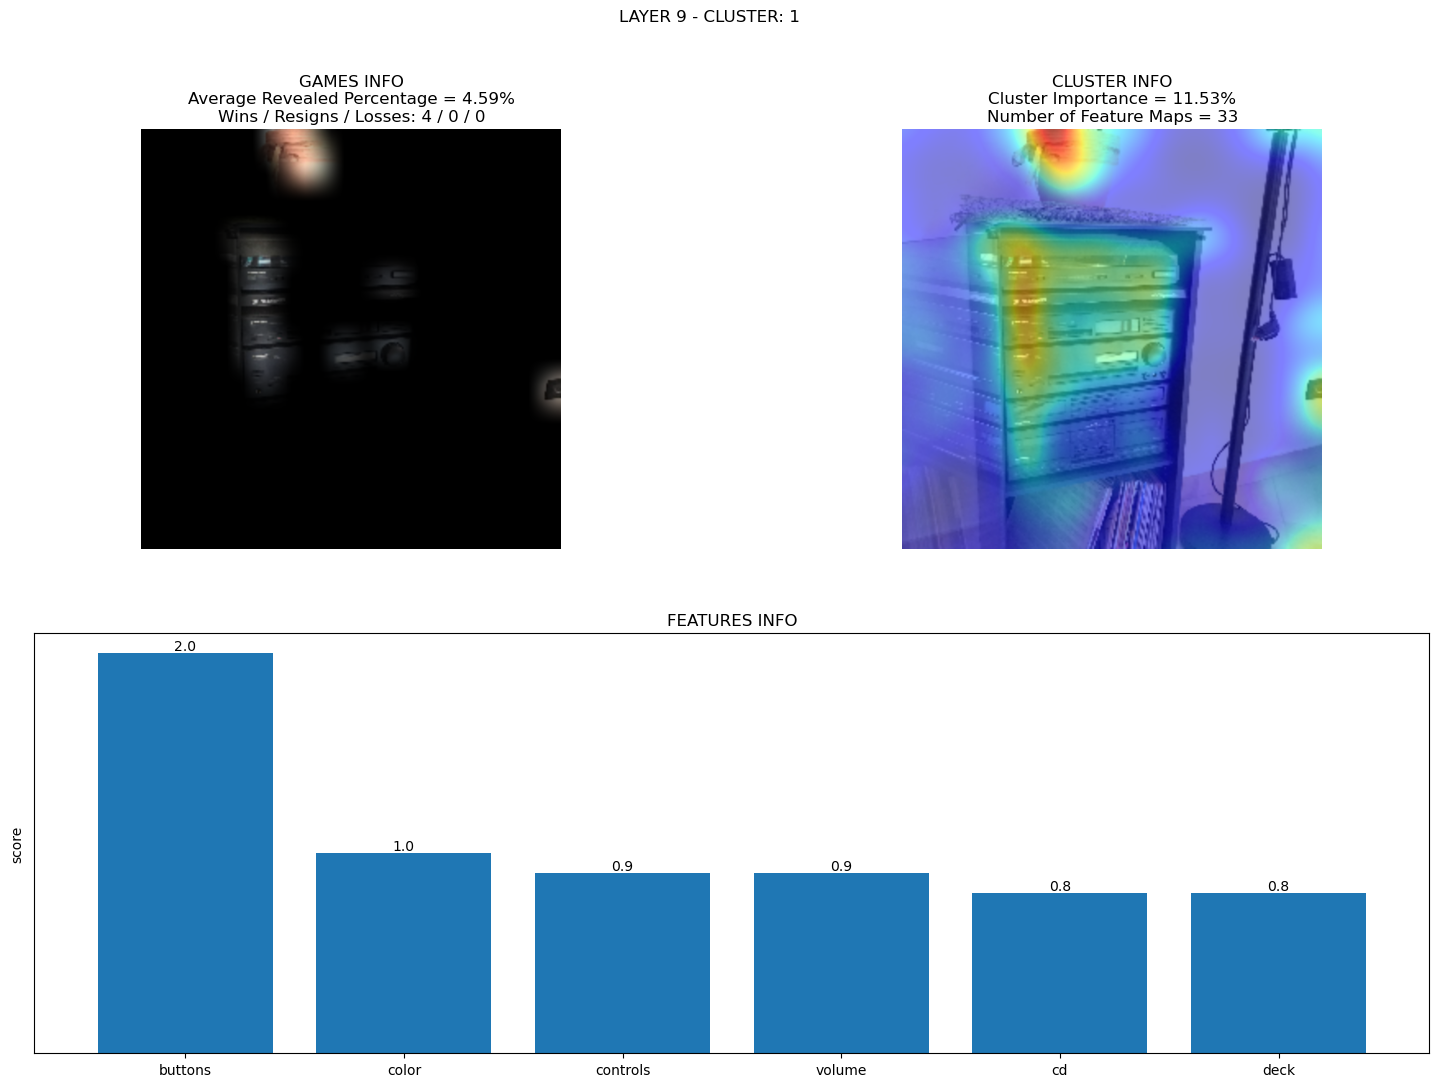 LAYER 9 - CLUSTER: 1
GAMES INFO
Average Revealed Percentage = 4.59%
Wins / Resigns / Losses: 4 / 0 / 0
CLUSTER INFO
Cluster Importance = 11.53%
Number of Feature Maps = 33
FEATURES INFO
score
2.0
1.0
0.9
0.9
0.8
0.8
buttons
color
controls
volume
cd
deck